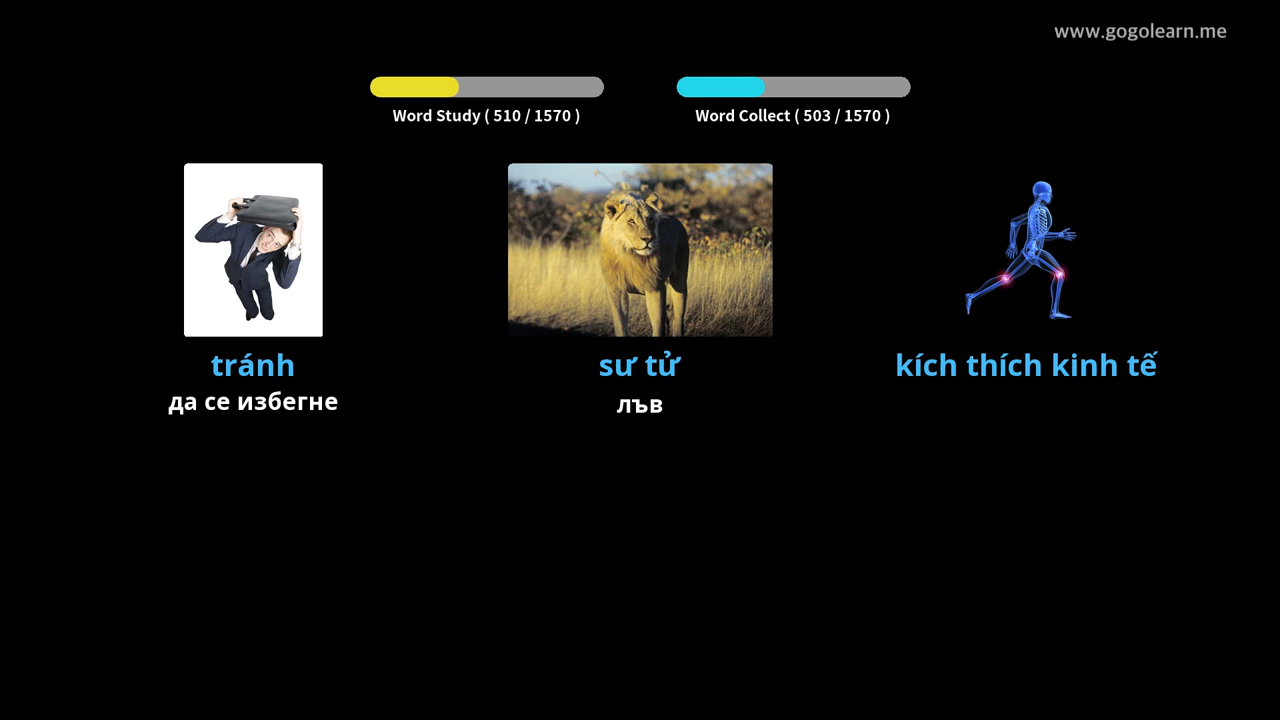 www.gogolearn.me
Word Study ( 510 / 1570 )
Word Collect ( 503 / 1570 )
tránh
да се избегне
sư tử
лъв
kích thích kinh tế